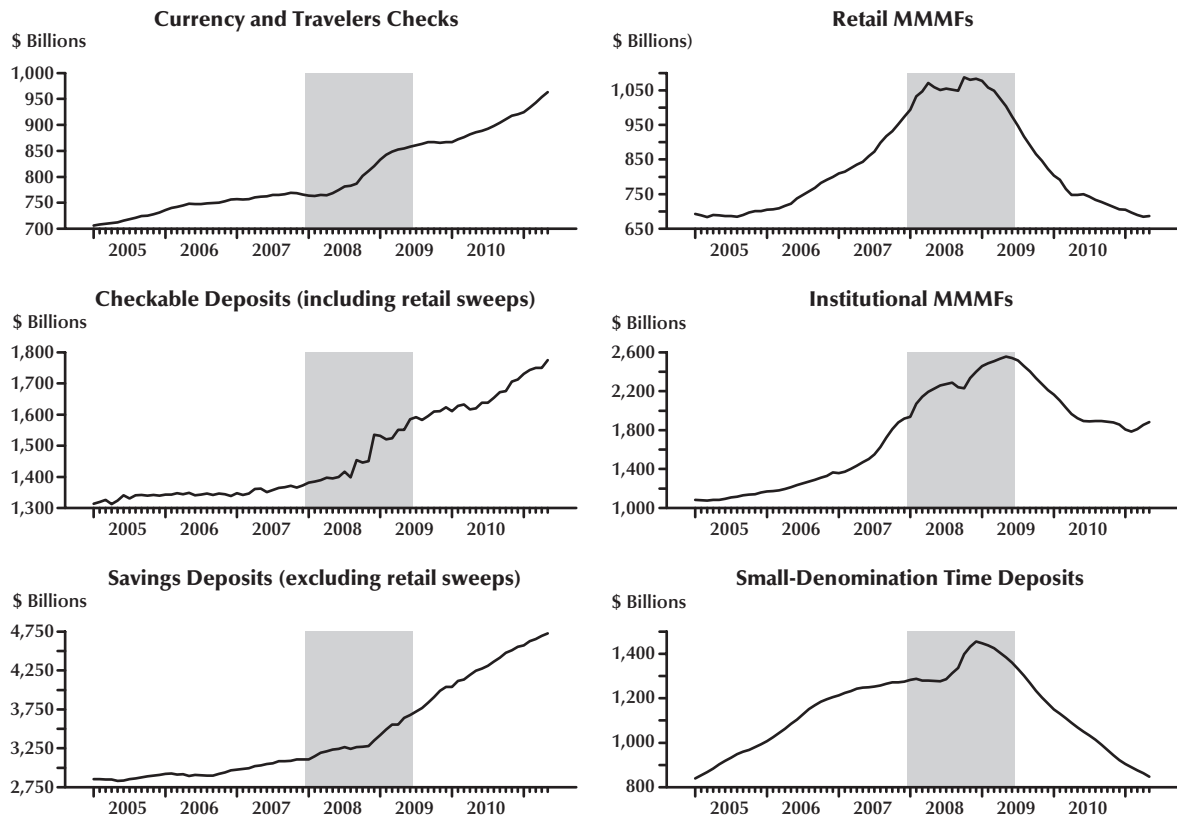 Currency and Travelers Checks
$ Billions
1,000
950
900
850
800
750
700
2005 2006 2007 2008 2009 2010
Retail MMMFs
$ Billions)
1,050
950
850
750
650
2005 2006 2007 2008 2009 2010
Checkable Deposits (including retail sweeps)
$ Billions
1,800
1,700
1,600
1,500
1,400
1,300
2005 2006 2007 2008 2009 2010
Institutional MMMFs
$ Billions
2,600
2,200
1,800
1,400
1,000
2005 2006 2007 2008 2009 2010
Savings Deposits (excluding retail sweeps)
$ Billions
4,750
4,250
3,750
3,250
2,750
2005 2006 2007 2008 2009 2010
Small-Denomination Time Deposits
$ Billions
1,400
1,200
1,000
800
2005 2006 2007 2008 2009 2010